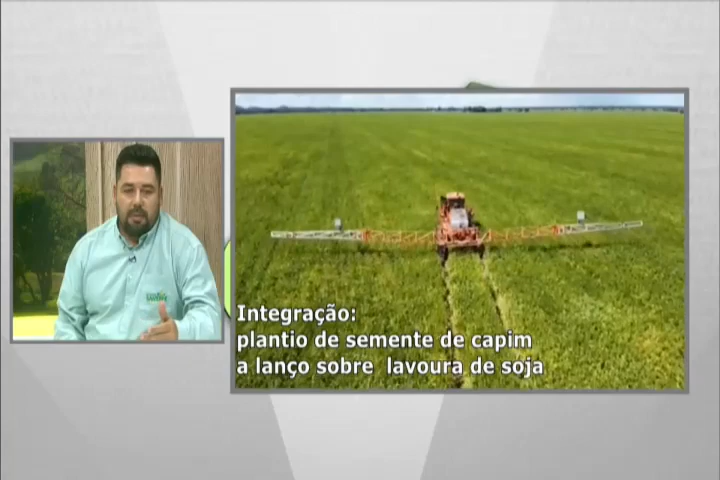 Integração:
plantio de semente de capim
a lanço sobre lavoura de soja